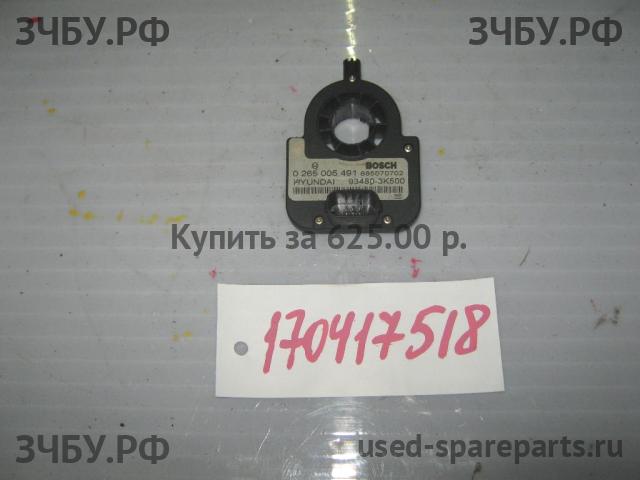 ЗЧБУ.РФ
ЗЧБУ.РФ
BOSCH
0 265 005 491 685070702
HYUNDAI 93480-3K500
Купить за 625.00 р.
170417518
ЗЧБУ.РФ
used-spareparts.ru